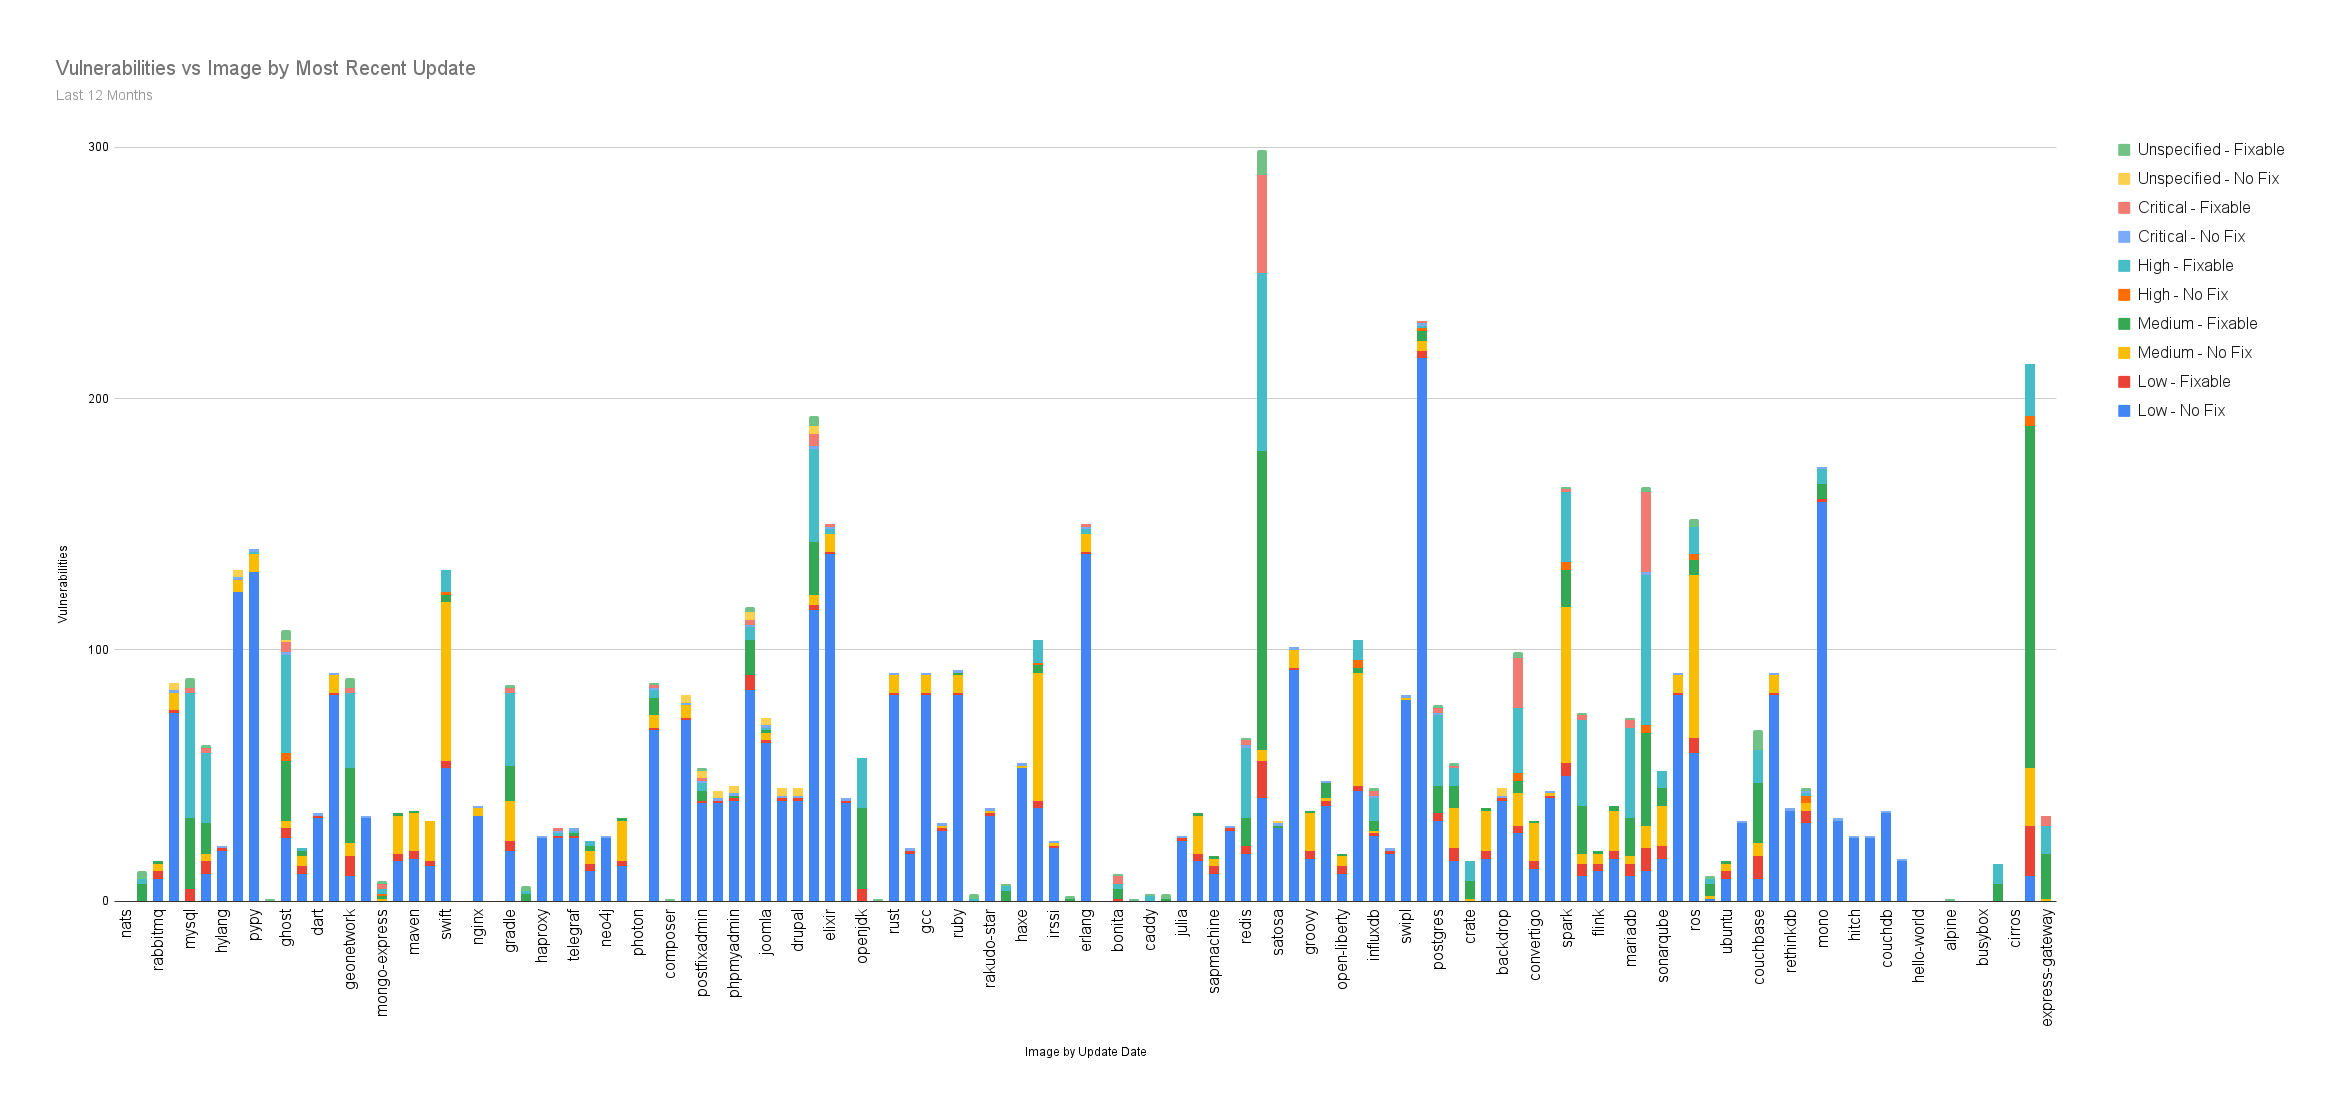 Vulnerabilities vs Image by Most Recent Update
Last 12 Months
300
200
100
0
Vulnerabilities
Unspecified - Fixable
Unspecified - No Fix
Critical - Fixable
Critical - No Fix
High - Fixable
High - No Fix
Medium - Fixable
Medium - No Fix
Low - Fixable
Low - No Fix
nats
rabbitmq
mysql
hylang
pypy
ghost
dart
geonetwork
mongo-express
maven
swift
nginx
gradle
haproxy
telegraf
neo4j
photon
composer
postfixadmin
phpmyadmin
joomla
drupal
elixir
openjdk
rust
gcc
ruby
rakudo-star
haxe
irssi
erlang
bonita
caddy
julia
sapmachine
redis
satosa
groovy
open-liberty
influxdb
swipl
postgres
crate
backdrop
convertigo
spark
flink
mariadb
sonarqube
ros
ubuntu
couchbase
rethinkdb
mono
hitch
couchdb
hello-world
alpine
busybox
cirros
express-gateway
Image by Update Date